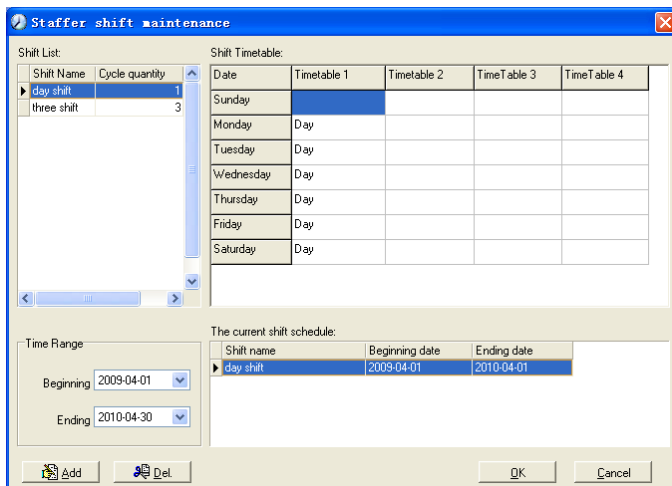 Staffer shift maintenance
Shift List:
Shift Name Cycle quantity
day shift 1
three shift 3
Shift Timetable:
Date Timetable 1 Timetable 2 TimeTable 3 TimeTable 4
Sunday
Monday Day
Tuesday Day
Wednesday Day
Thursday Day
Friday Day
Saturday Day
Time Range
Beginning 2009-04-01
Ending 2010-04-30
The current shift schedule:
Shift name Beginning date Ending date
day shift 2009-04-01 2010-04-01
Add Del. OK Cancel